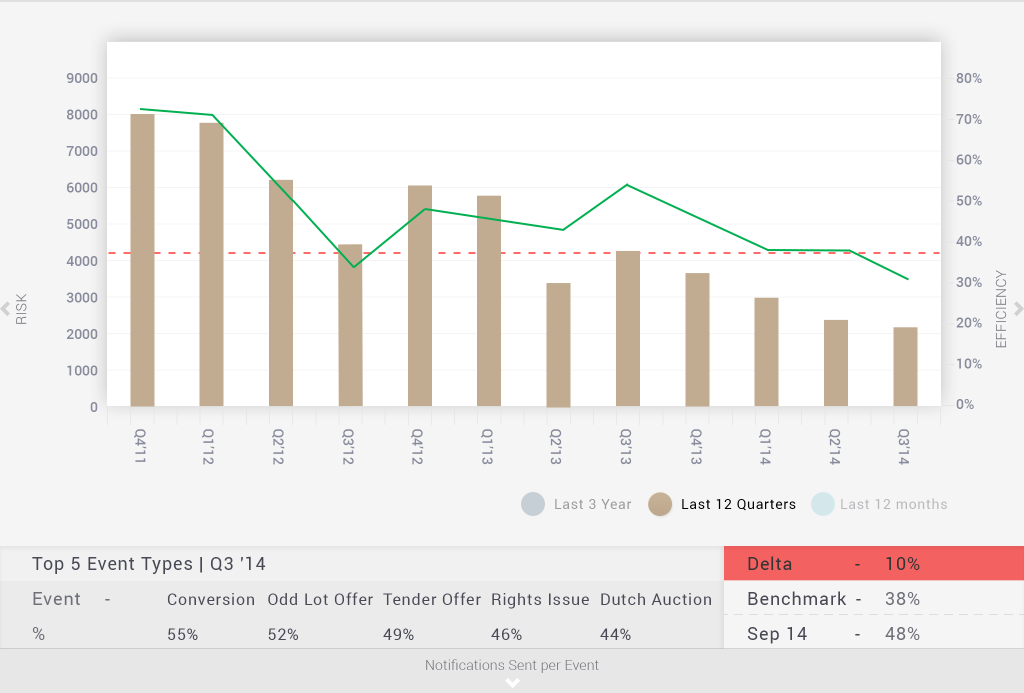 9000
8000
7000
6000
5000
4000
3000
2000
1000
0
RISK
80%
70%
60%
50%
40%
30%
20%
10%
0%
EFFICIENCY
Q4'11
Q1'12
Q2'12
Q3'12
Q4'12
Q1'13
Q2'13
Q3'13
Q4'13
Q1'14
Q2'14
Q3'14
Last 3 Year Last 12 Quarters Last 12 months
Top 5 Event Types | Q3 '14
Event - Conversion Odd Lot Offer Tender Offer Rights Issue Dutch Auction
% 55% 52% 49% 46% 44%
Delta - 10%
Benchmark - 38%
Sep 14 - 48%
Notifications Sent per Event